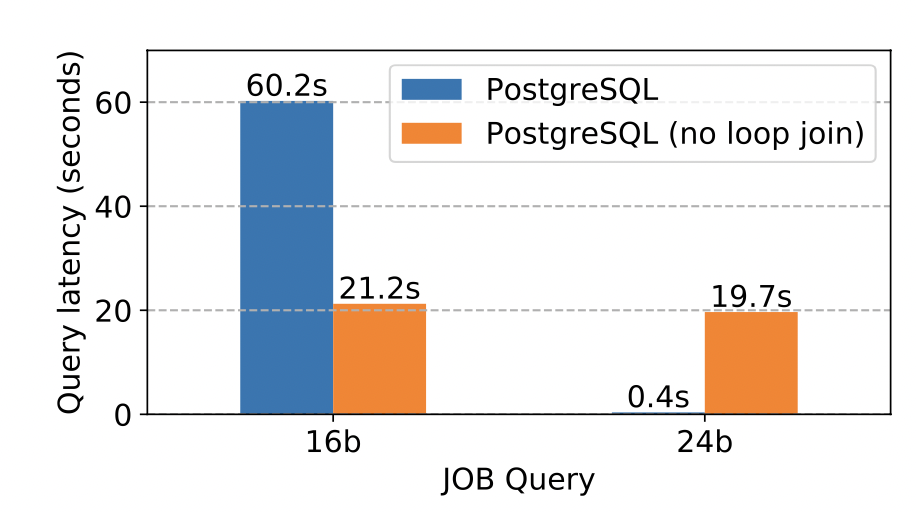 PostgreSQL
PostgreSQL (no loop join)
Query latency (seconds)
60
40
20
0
60.2s
21.2s
0.4s
19.7s
16b
24b
JOB Query